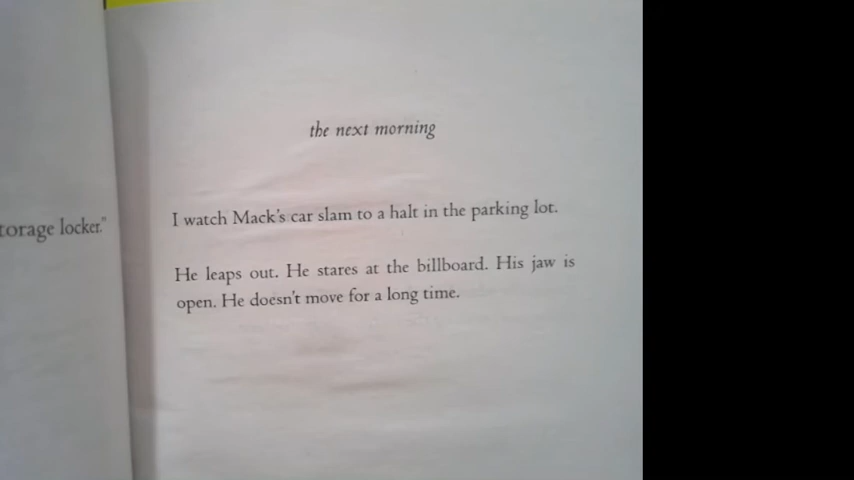 torage locker."
the next morning
I watch Mack's car slam to a halt in the parking lot.
He leaps out. He stares at the billboard. His jaw is
open. He doesn't move for a long time.